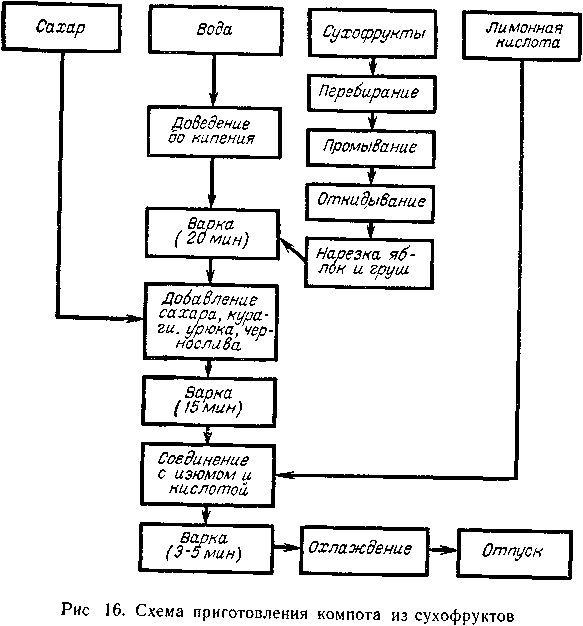 Сахар
Вода
Сухофрукты
Лимонная
кислота
Перебирание
Доведение
до кипения
Промывание
Откидывание
Варка
(20 мин)
Нарезка яб-
лок и груш
Добавление
сахара, кура-
ги. урюка, чер-
нослива
Варка
(15 мин)
Соединение
с изюмом и
кислотой
Варка
(3-5 мин)
Охлаждение
Отпуск
Рис 16. Схема приготовления компота из сухофруктов